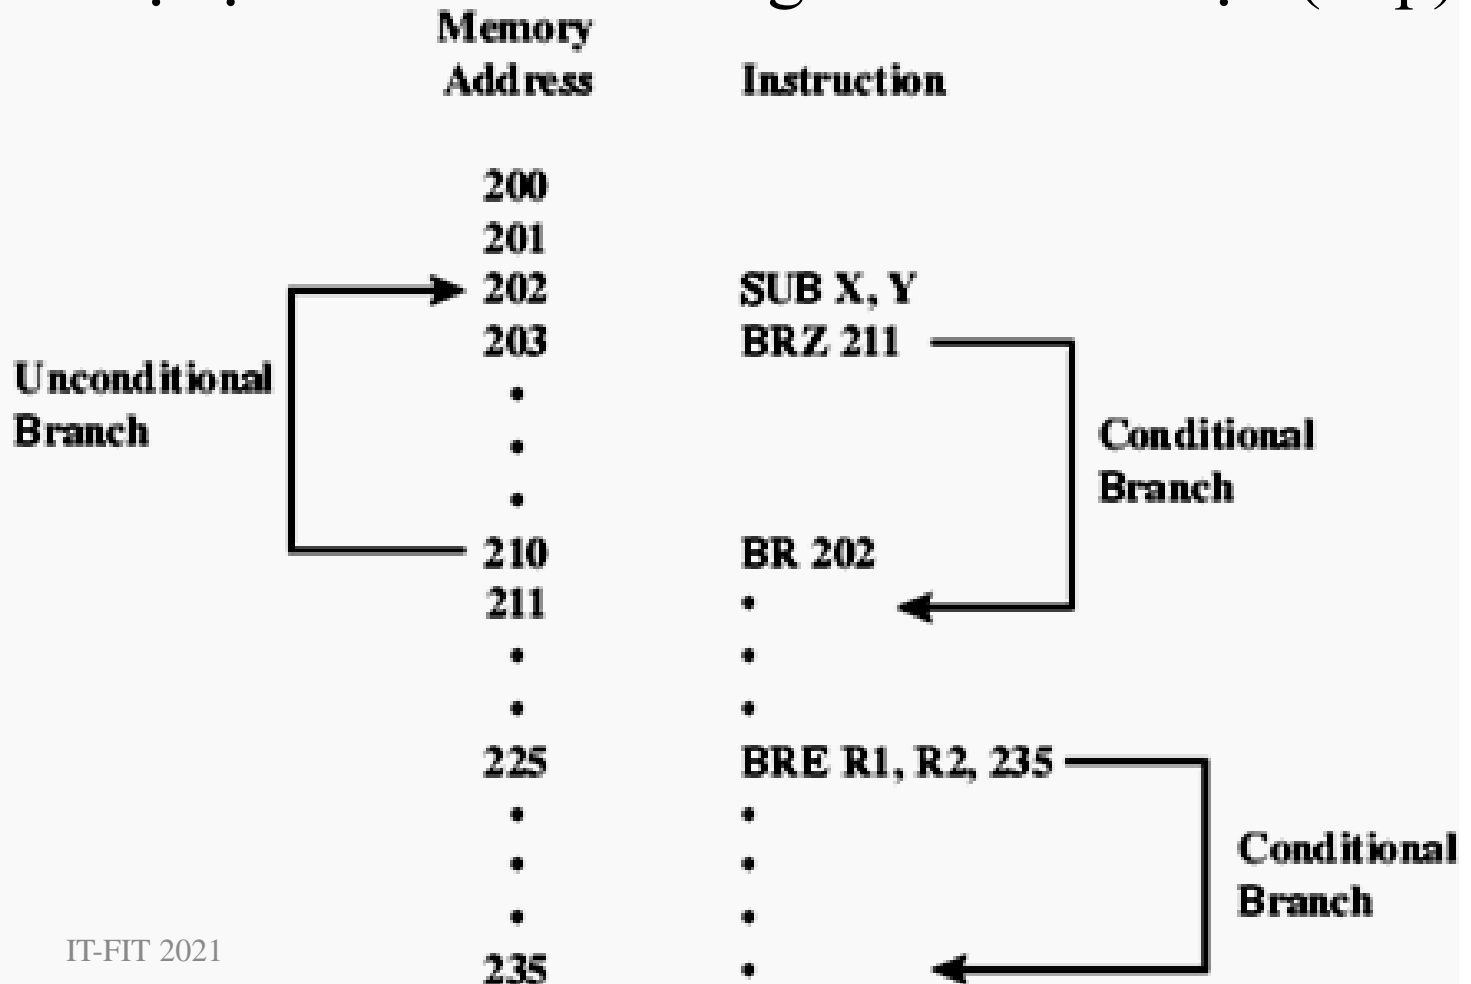 Memory
Address Instruction
200
201
202 SUB X, Y
203 BRZ 211
Unconditional
Branch
Conditional
Branch
210 BR 202
211
225 BRE R1, R2, 235
Conditional
Branch
IT-FIT 2021
235